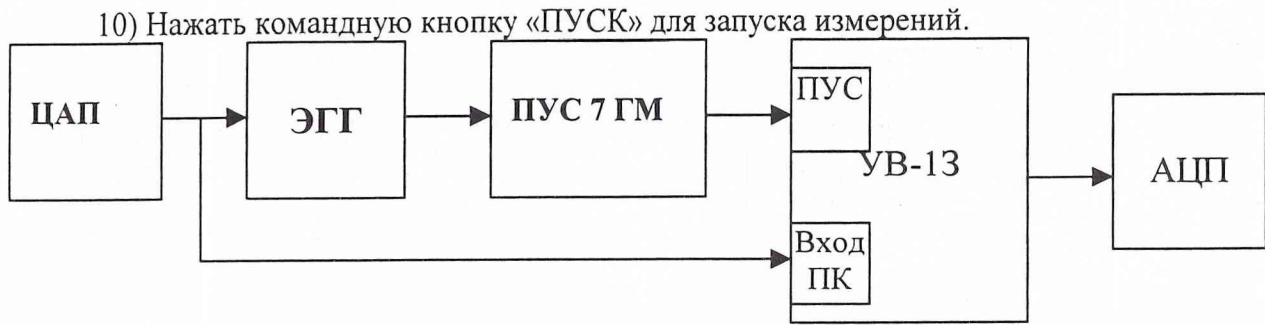 10) Нажать командную кнопку «ПУСК» для запуска измерений.
ЦАП
ЭГГ
ПУС 7 ГМ
ПУС
УВ-13
Вход
ПК
АЦП